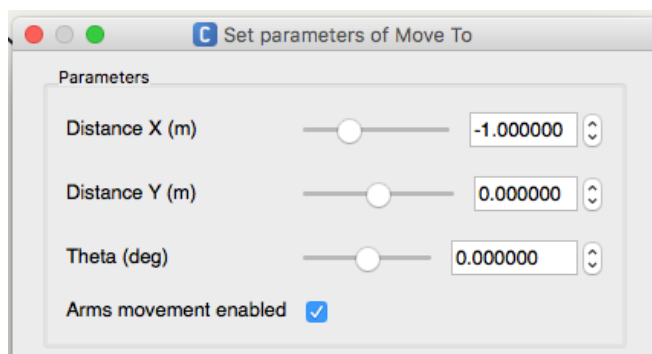 C Set parameters of Move To
Parameters
Distance X (m) -1.000000
Distance Y (m) 0.000000
Theta (deg) 0.000000
Arms movement enabled